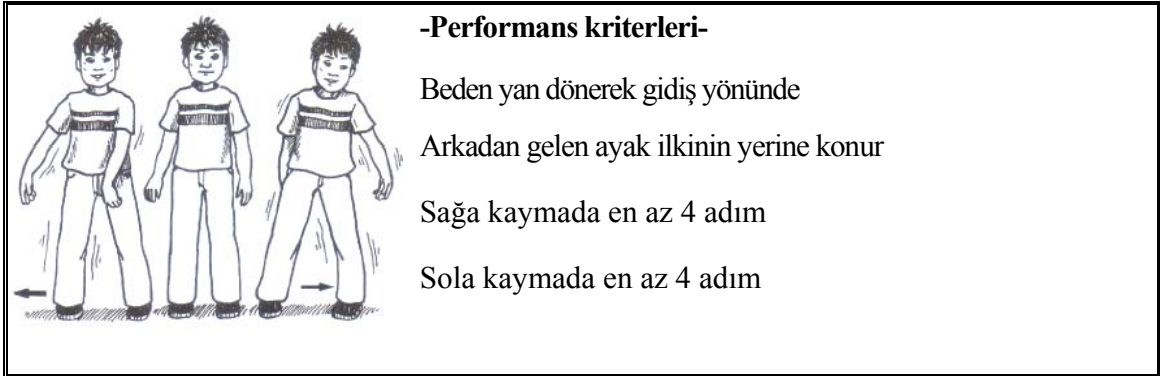 -Performans kriterleri-
Beden yan dönerek gidiş yönünde
Arkadan gelen ayak ilkinin yerine konur
Sağa kaymada en az 4 adım
Sola kaymada en az 4 adım